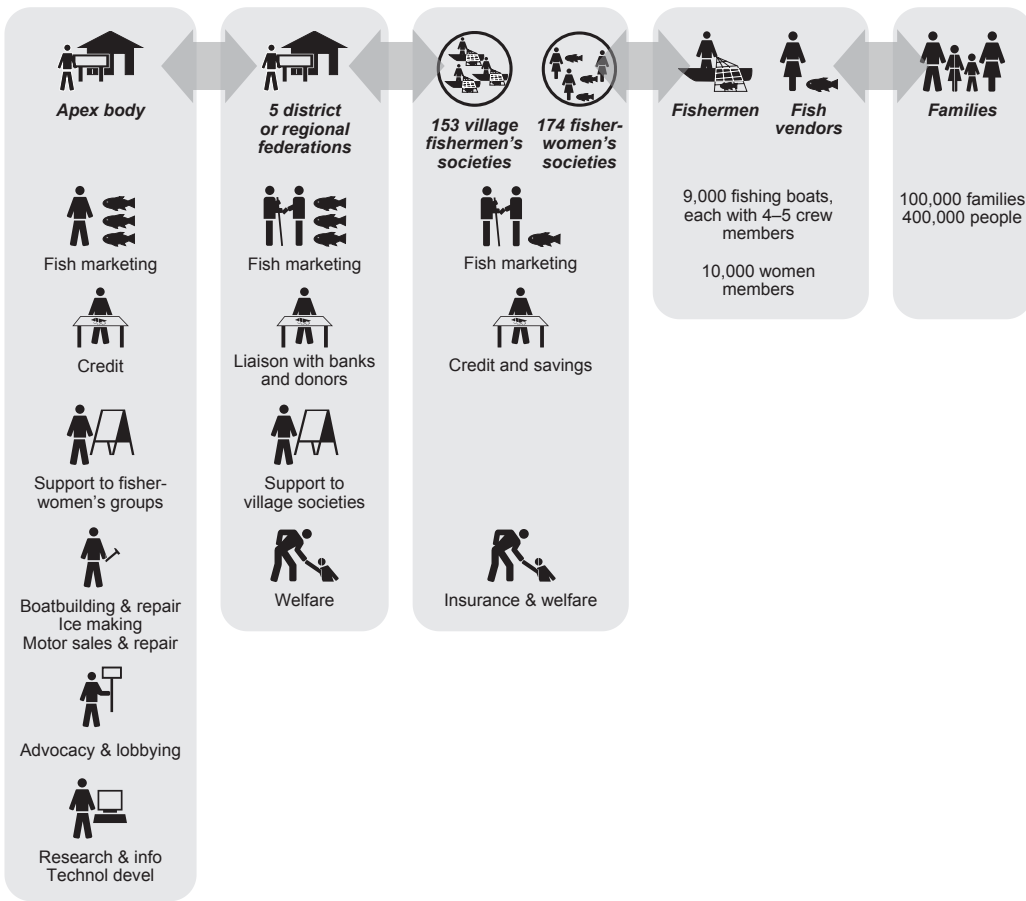 Apex body
Fish marketing
Credit
Support to fisher-
women's groups
Boatbuilding & repair
Ice making
Motor sales & repair
Advocacy & lobbying
Research & info
Technol devel
5 district
or regional
federations
Fish marketing
Liaison with banks
and donors
Support to
village societies
Welfare
153 village
fishermen's
societies
174 fisher-
women's
societies
Fish marketing
Credit and savings
Insurance & welfare
Fishermen
Fish
vendors
9,000 fishing boats,
each with 4–5 crew
members
10,000 women
members
Families
100,000 families
400,000 people